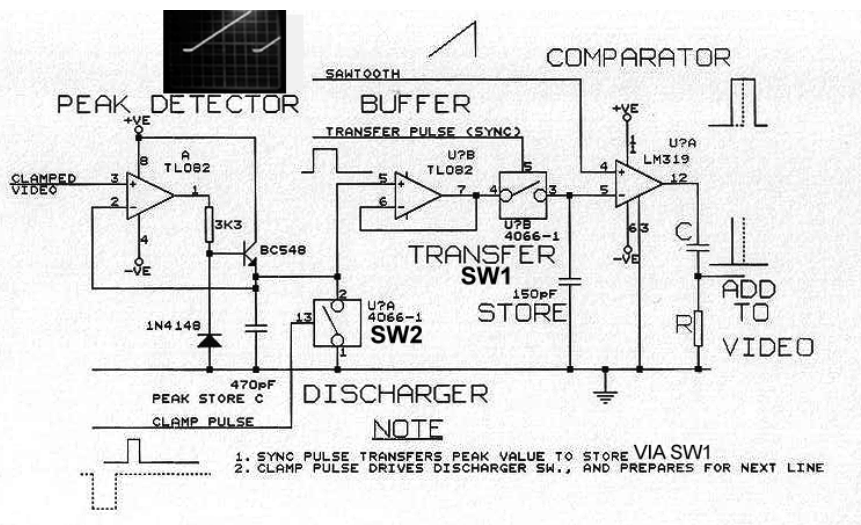 SAWTOOTH
COMPARATOR
PEAK DETECTOR
BUFFER
+VE
TRANSFER PULSE (SYNC)
+VE
A
TL082
8
U?B
TL082
5
U?A
LM319
1
1
CLAMPED
VIDEO
3
+
1
2
-
5
+
7
6
-
4
3
4
+
12
5
-
3K3
4
BC548
-VE
U?B
4066-1
6
3
-VE
C
TRANSFER
SW1
150pF
STORE
ADD
TO
VIDEO
1N4148
13
2
U?A
4066-1
SW2
1
R
470pF
PEAK STORE C
DISCHARGER
CLAMP PULSE
NOTE
1. SYNC PULSE TRANSFERS PEAK VALUE TO STORE VIA SW1
2. CLAMP PULSE DRIVES DISCHARGER SW., AND PREPARES FOR NEXT LINE